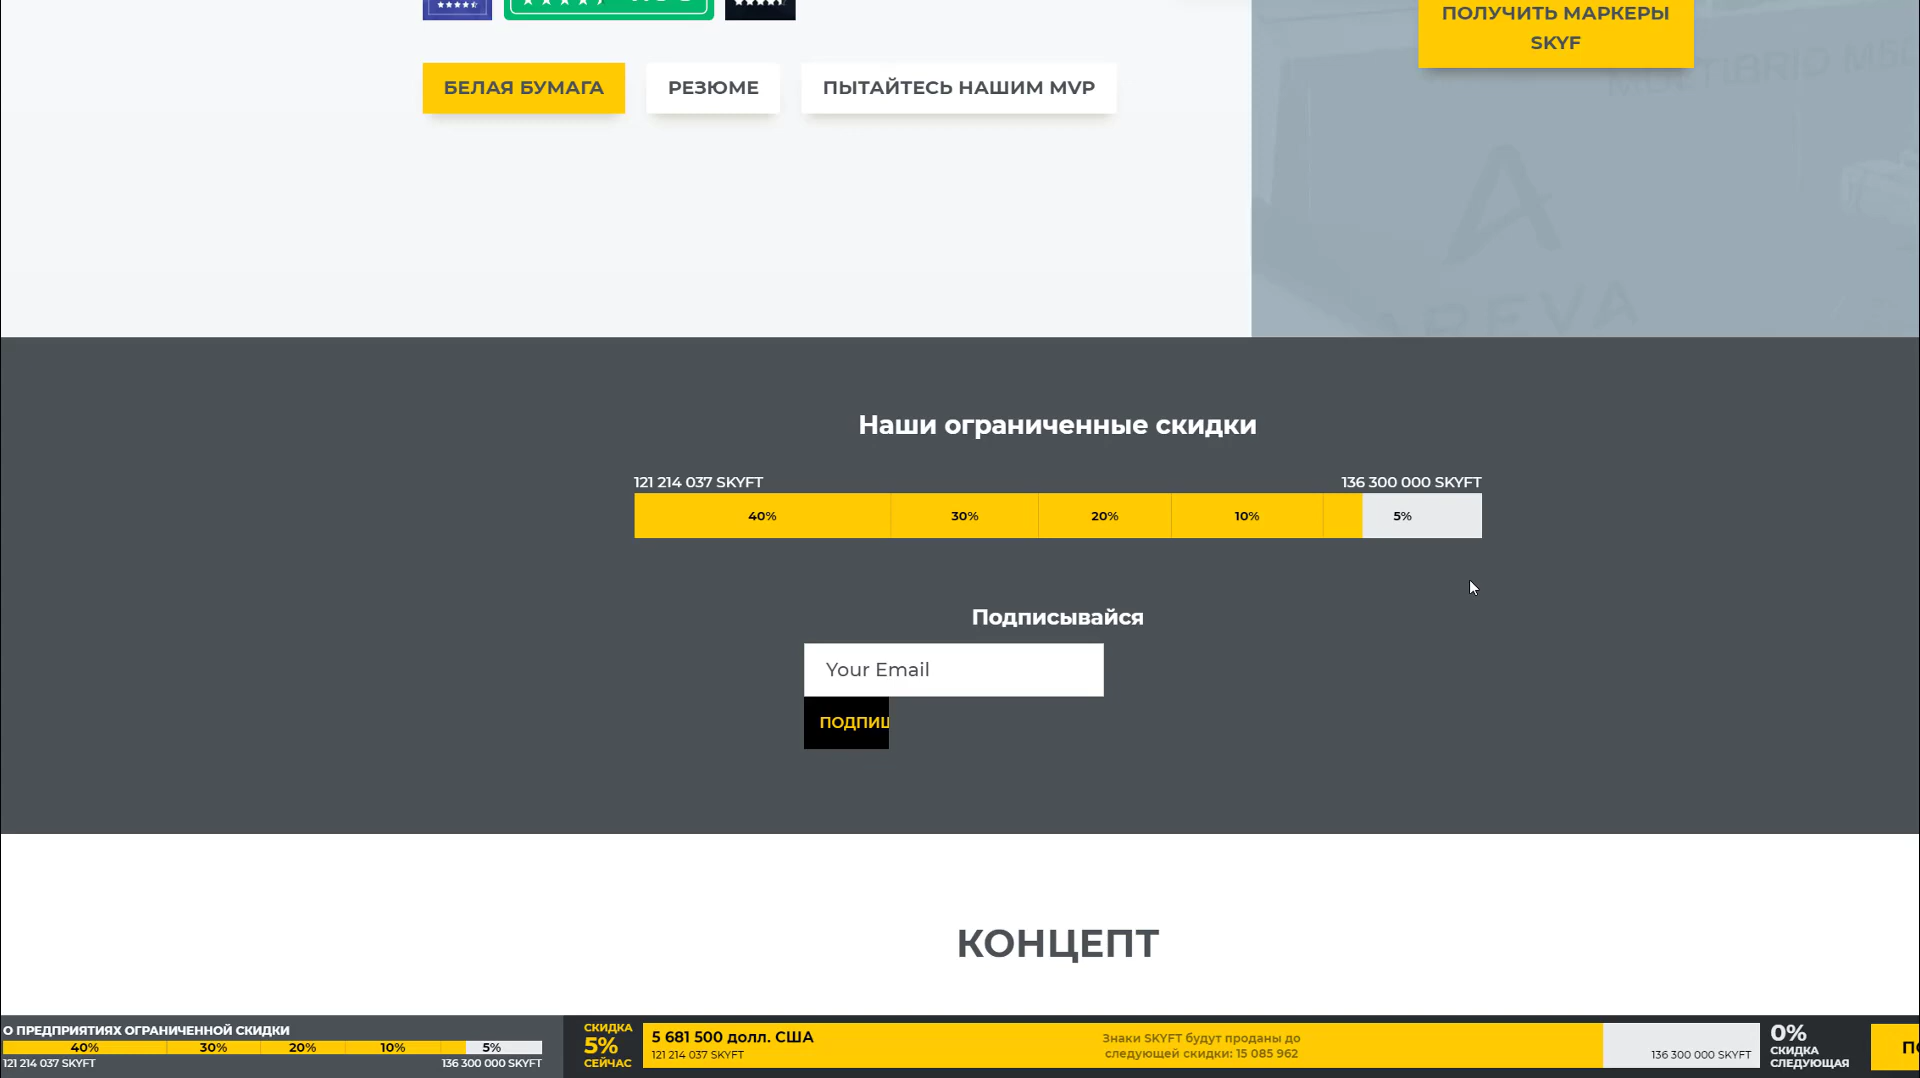 ПОЛУЧИТЬ МАРКЕРЫ
SKYF
БЕЛАЯ БУМАГА
РЕЗЮМЕ
ПЫТАЙТЕСЬ НАШИМ MVP
AREVA
Наши ограниченные скидки
121 214 037 SKYFT
136 300 000 SKYFT
40%
30%
20%
10%
5%
Подписывайся
Your Email
КОНЦЕПТ
О ПРЕДПРИЯТИЯХ ОГРАНИЧЕННОЙ СКИДКИ
40%
30%
20%
10%
5%
121 214 037 SKYFT
136 300 000 SKYFT
СКИДКА
5%
СЕЙЧАС
5 681 500 долл. США
121 214 037 SKYFT
Знаки SKYFT будут проданы до
следующей скидки: 15 085 962
136 300 000 SKYFT
0%
СКИДКА
СЛЕДУЮЩАЯ